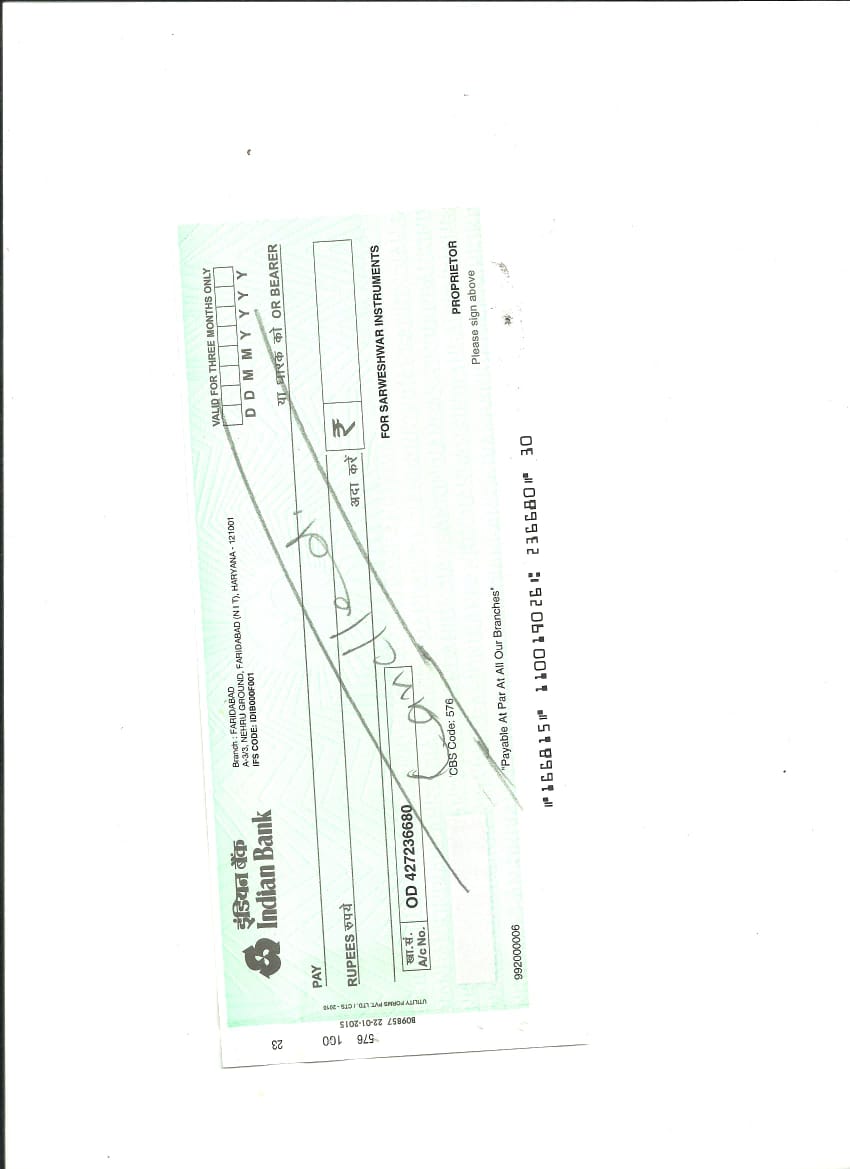 इंडियन बैंक
Indian Bank
Branch : FARIDABAD
A-3/3, NEHRU GROUND, FARIDABAD (N I T), HARYANA - 121001
IFS CODE: IDIB000F001
VALID FOR THREE MONTHS ONLY
D D M M Y Y Y Y
या धारक को OR BEARER
PAY
RUPEES रुपये
अदा करें ₹
खा.सं.
A/c No. OD 427236680
Cancelled.
FOR SARWESHWAR INSTRUMENTS
CBS Code: 576
PROPRIETOR
Please sign above
"Payable At Par At All Our Branches"
992000006
⑈166815⑈ 110019026⑆ 236680⑈ 30
23
576 1G0
B09857 22-01-2015
UTILITY FORMS PVT. LTD. / CTS - 2010